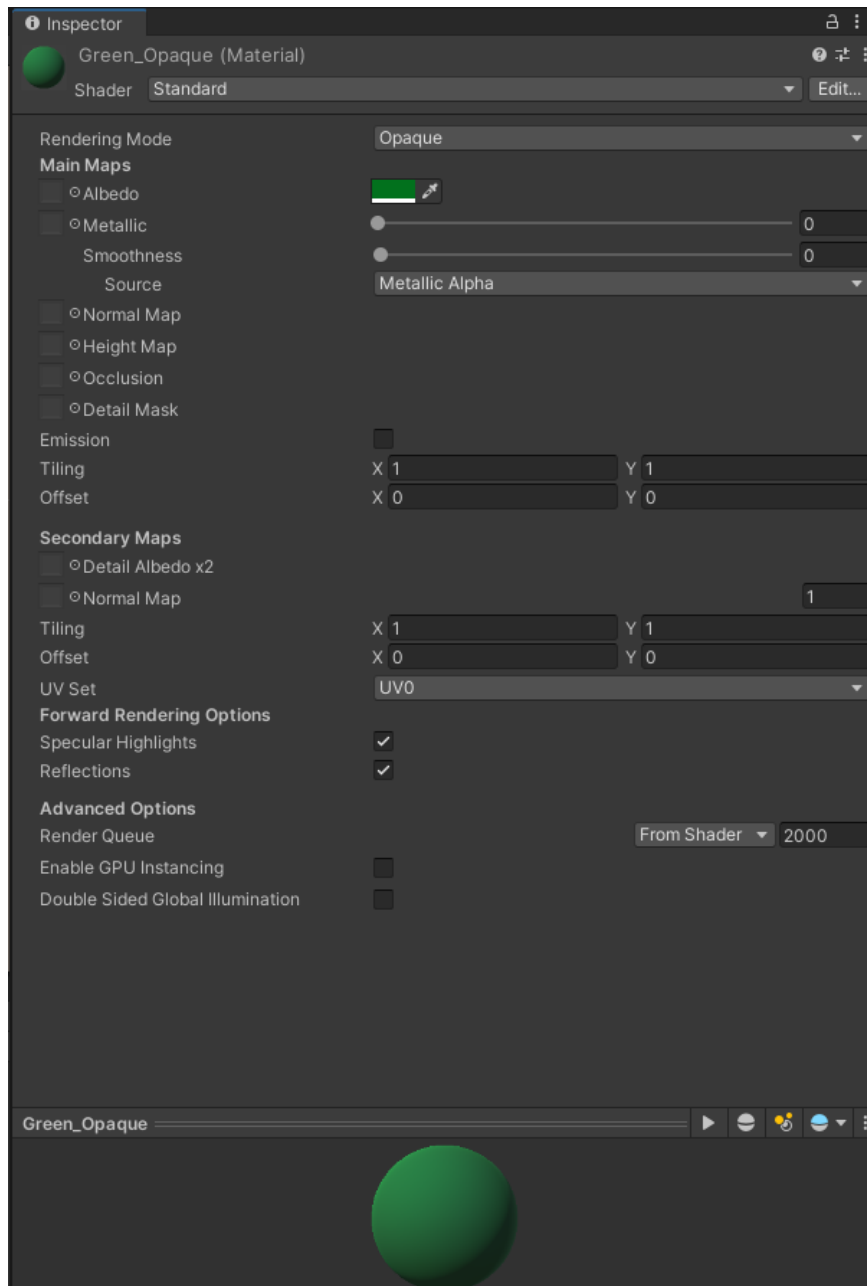 Inspector
Green_Opaque (Material)
Shader Standard Edit...
Rendering Mode Opaque
Main Maps
Albedo
Metallic 0
Smoothness 0
Source Metallic Alpha
Normal Map
Height Map
Occlusion
Detail Mask
Emission
Tiling X 1 Y 1
Offset X 0 Y 0
Secondary Maps
Detail Albedo x2
Normal Map 1
Tiling X 1 Y 1
Offset X 0 Y 0
UV Set UV0
Forward Rendering Options
Specular Highlights
Reflections
Advanced Options
Render Queue From Shader 2000
Enable GPU Instancing
Double Sided Global Illumination
Green_Opaque